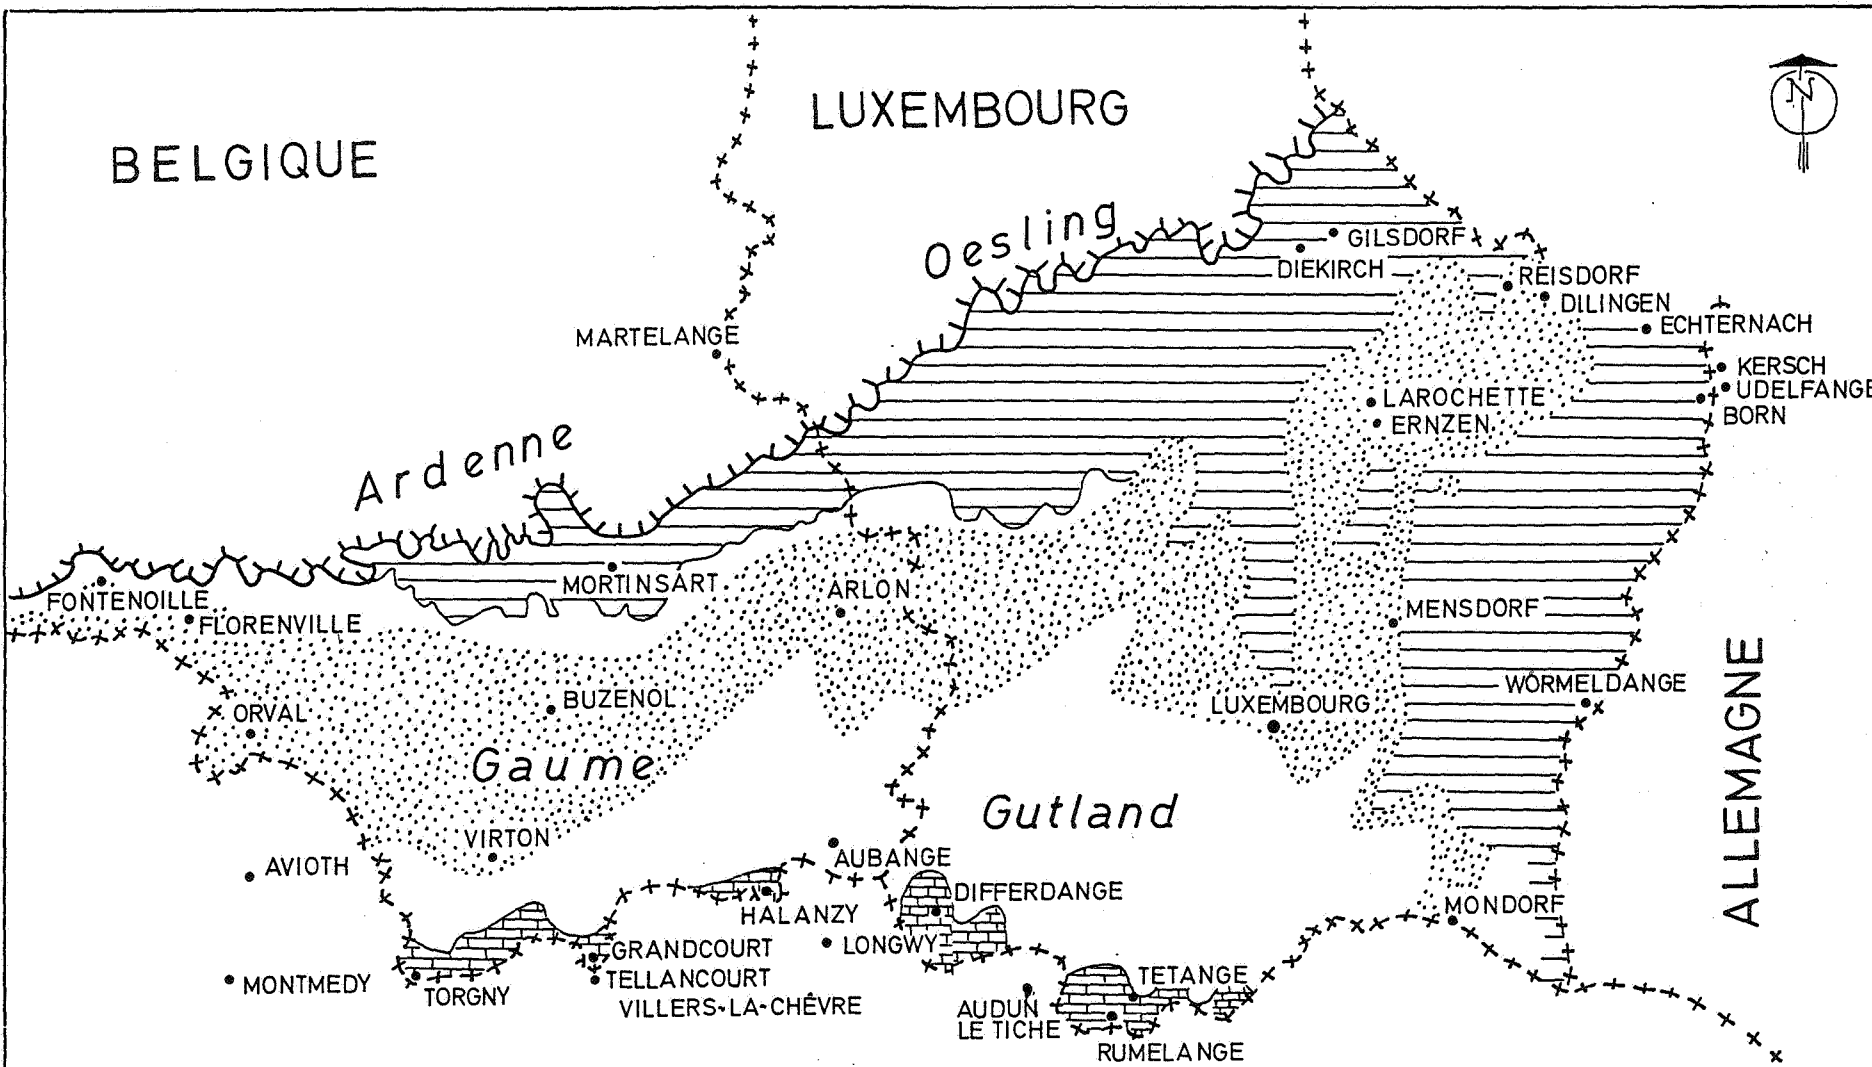 LUXEMBOURG
BELGIQUE
N
Oesling
GILSDORF
DIEKIRCH
REISDORF
DILINGEN
ECHTERNACH
MARTELANGE
KERSCH
UDELFANGE
BORN
LAROCHETTE
ERNZEN
Ardenne
MORTINSART
ARLON
FONTENOILLE
FLORENVILLE
MENSDORF
WORMELDANGE
BUZENOL
LUXEMBOURG
ORVAL
ALLEMAGNE
Gaume
Gutland
VIRTON
AVIOTH
AUBANGE
DIFFERDANGE
HALANZY
MONDORF
GRANDCOURT
LONGWY
TELLANCOURT
MONTMEDY
TORGNY
VILLERS-LA-CHÊVRE
TETANGE
AUDUN
LE TICHE
RUMELANGE